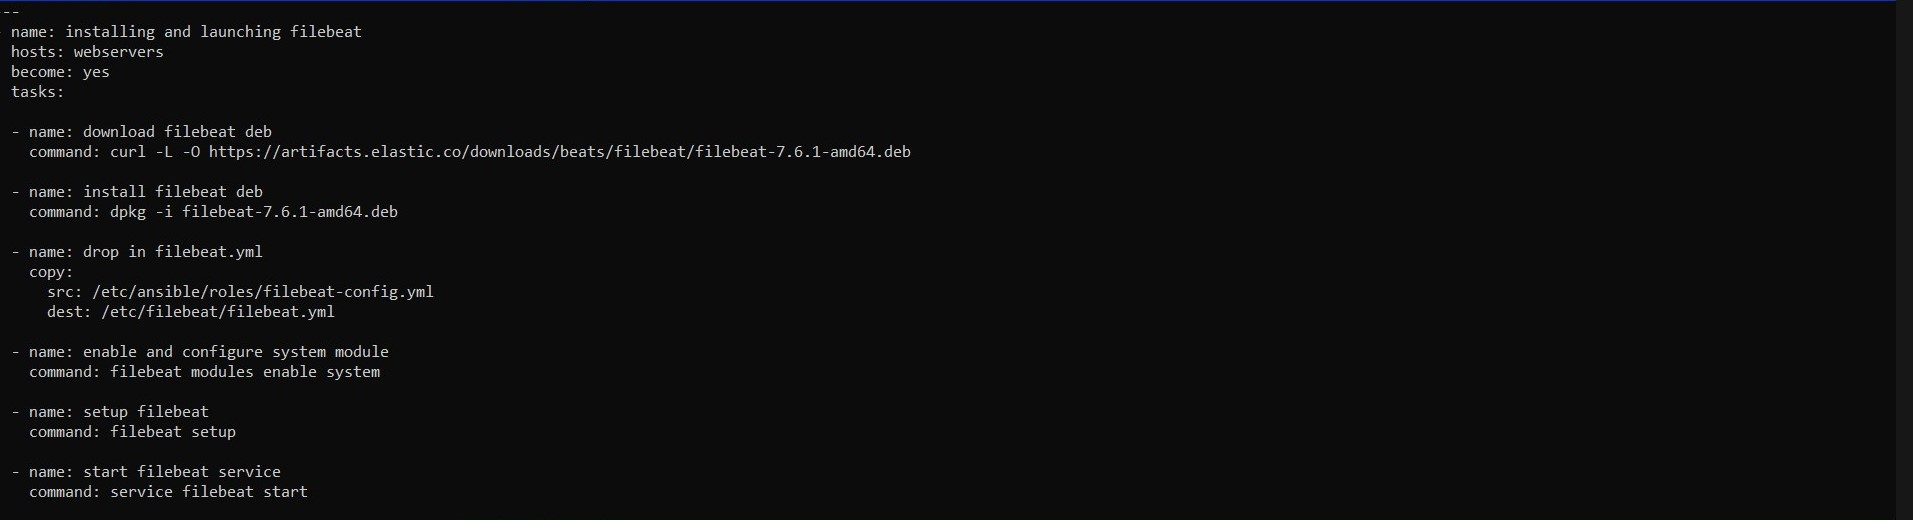 --
- name: installing and launching filebeat
  hosts: webservers
  become: yes
  tasks:

  - name: download filebeat deb
    command: curl -L -O https://artifacts.elastic.co/downloads/beats/filebeat/filebeat-7.6.1-amd64.deb

  - name: install filebeat deb
    command: dpkg -i filebeat-7.6.1-amd64.deb

  - name: drop in filebeat.yml
    copy:
      src: /etc/ansible/roles/filebeat-config.yml
      dest: /etc/filebeat/filebeat.yml

  - name: enable and configure system module
    command: filebeat modules enable system

  - name: setup filebeat
    command: filebeat setup

  - name: start filebeat service
    command: service filebeat start